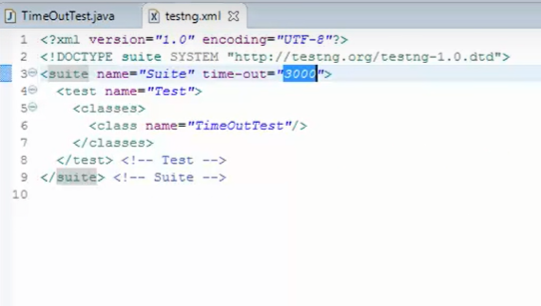 TimeOutTest.java testng.xml
1 <?xml version="1.0" encoding="UTF-8"?>
2 <!DOCTYPE suite SYSTEM "http://testng.org/testng-1.0.dtd">
3 <suite name="Suite" time-out="3000">
4 <test name="Test">
5 <classes>
6 <class name="TimeOutTest"/>
7 </classes>
8 </test> <!-- Test -->
9 </suite> <!-- Suite -->
10